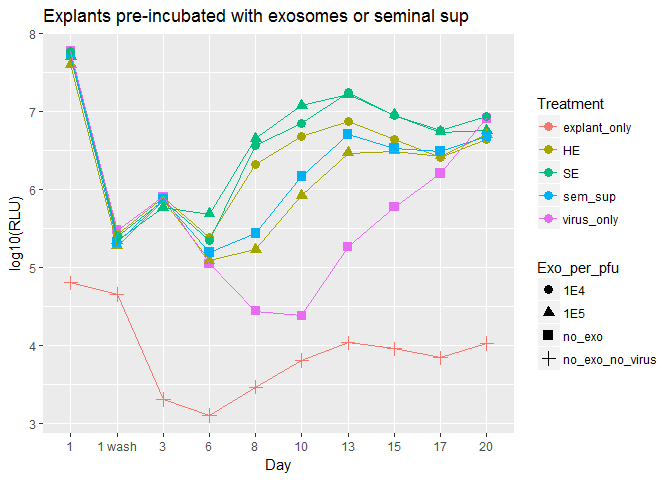 Explants pre-incubated with exosomes or seminal sup
8
7
6
5
4
3
log10(RLU)
1
1 wash
3
6
8
10
13
15
17
20
Day
Treatment
explant_only
HE
SE
sem_sup
virus_only
Exo_per_pfu
1E4
1E5
no_exo
no_exo_no_virus